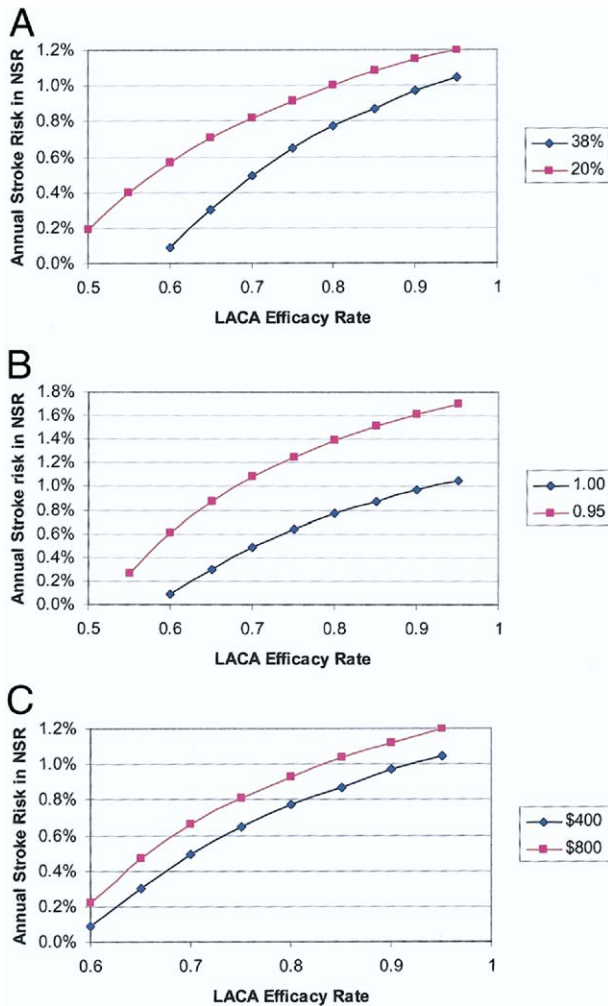 A
Annual Stroke Risk in NSR
1.2%
1.0%
0.8%
0.6%
0.4%
0.2%
0.0%
0.5 0.6 0.7 0.8 0.9 1
LACA Efficacy Rate
38%
20%
B
Annual Stroke risk in NSR
1.8%
1.6%
1.4%
1.2%
1.0%
0.8%
0.6%
0.4%
0.2%
0.0%
0.5 0.6 0.7 0.8 0.9 1
LACA Efficacy Rate
1.00
0.95
C
Annual Stroke Risk in NSR
1.2%
1.0%
0.8%
0.6%
0.4%
0.2%
0.0%
0.6 0.7 0.8 0.9 1
LACA Efficacy Rate
$400
$800